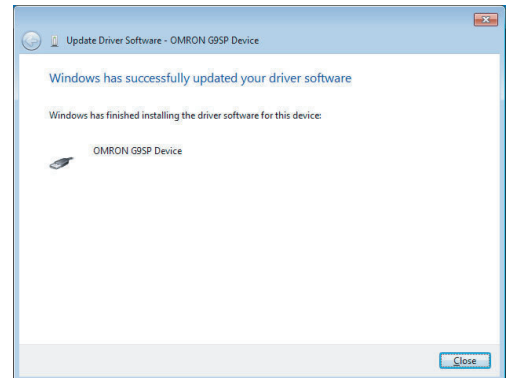 Update Driver Software - OMRON G9SP Device
Windows has successfully updated your driver software
Windows has finished installing the driver software for this device:
OMRON G9SP Device
Close